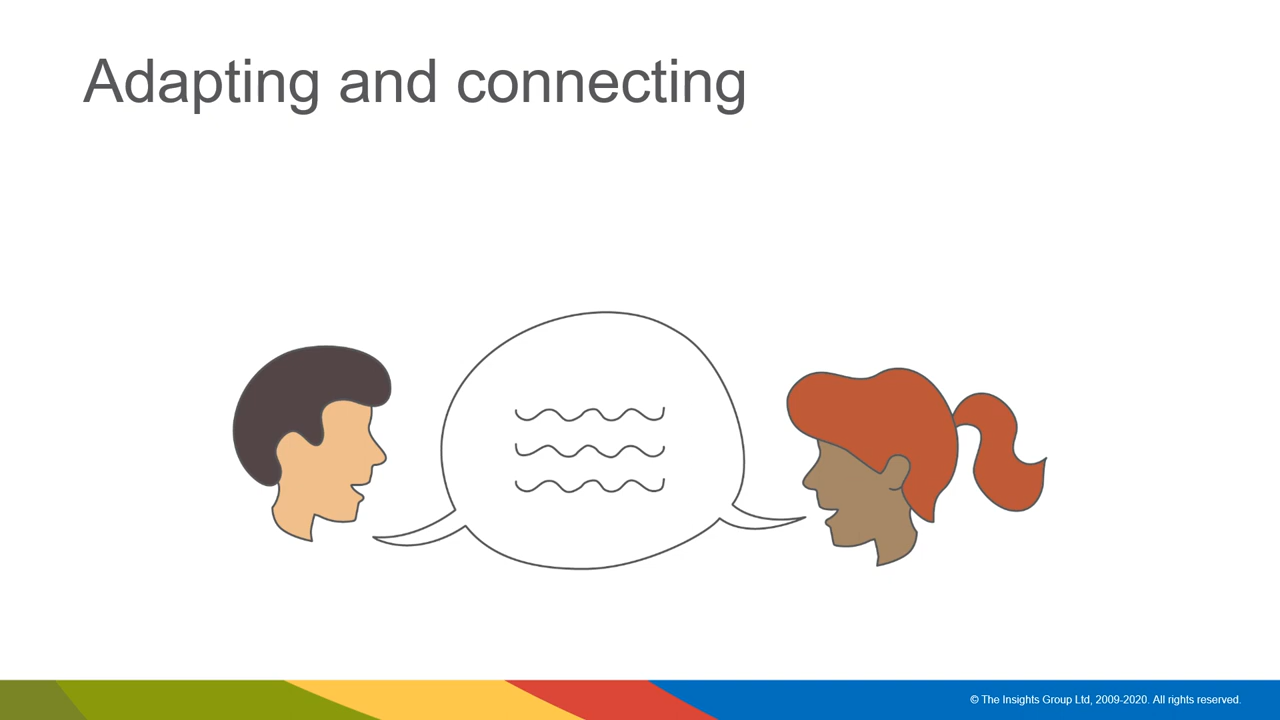 Adapting and connecting
© The Insights Group Ltd, 2009-2020. All rights reserved.